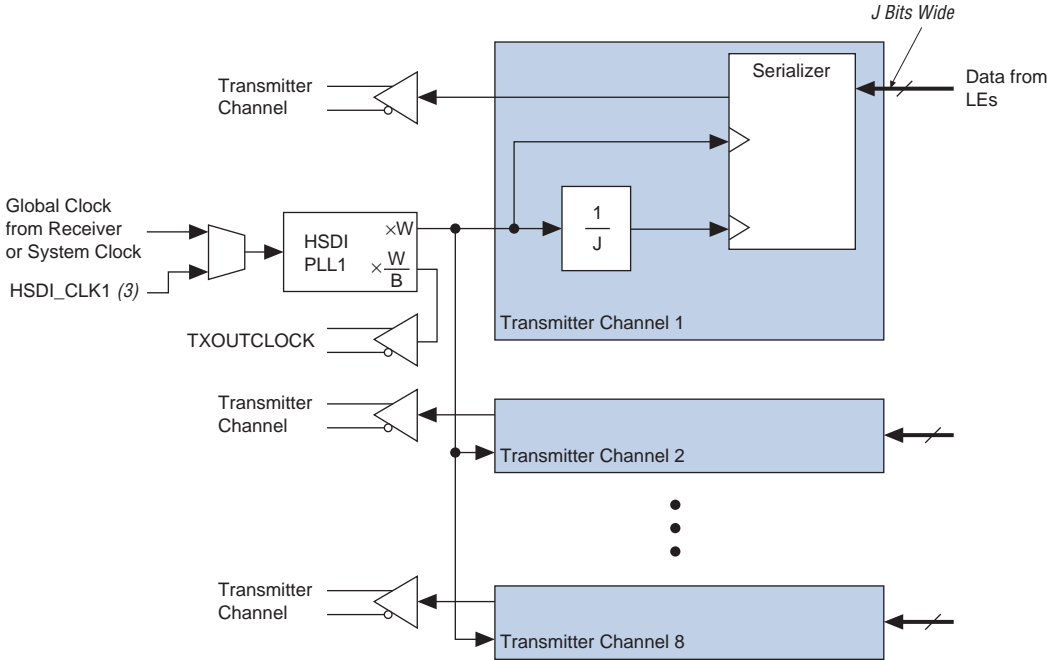 J Bits Wide
Serializer
Data from
LEs
Transmitter
Channel
Global Clock
from Receiver
or System Clock
HSDI_CLK1 (3)
HSDI
PLL1
×W
×W
B
1
J
Transmitter Channel 1
TXOUTCLOCK
Transmitter
Channel
Transmitter Channel 2
Transmitter
Channel
Transmitter Channel 8